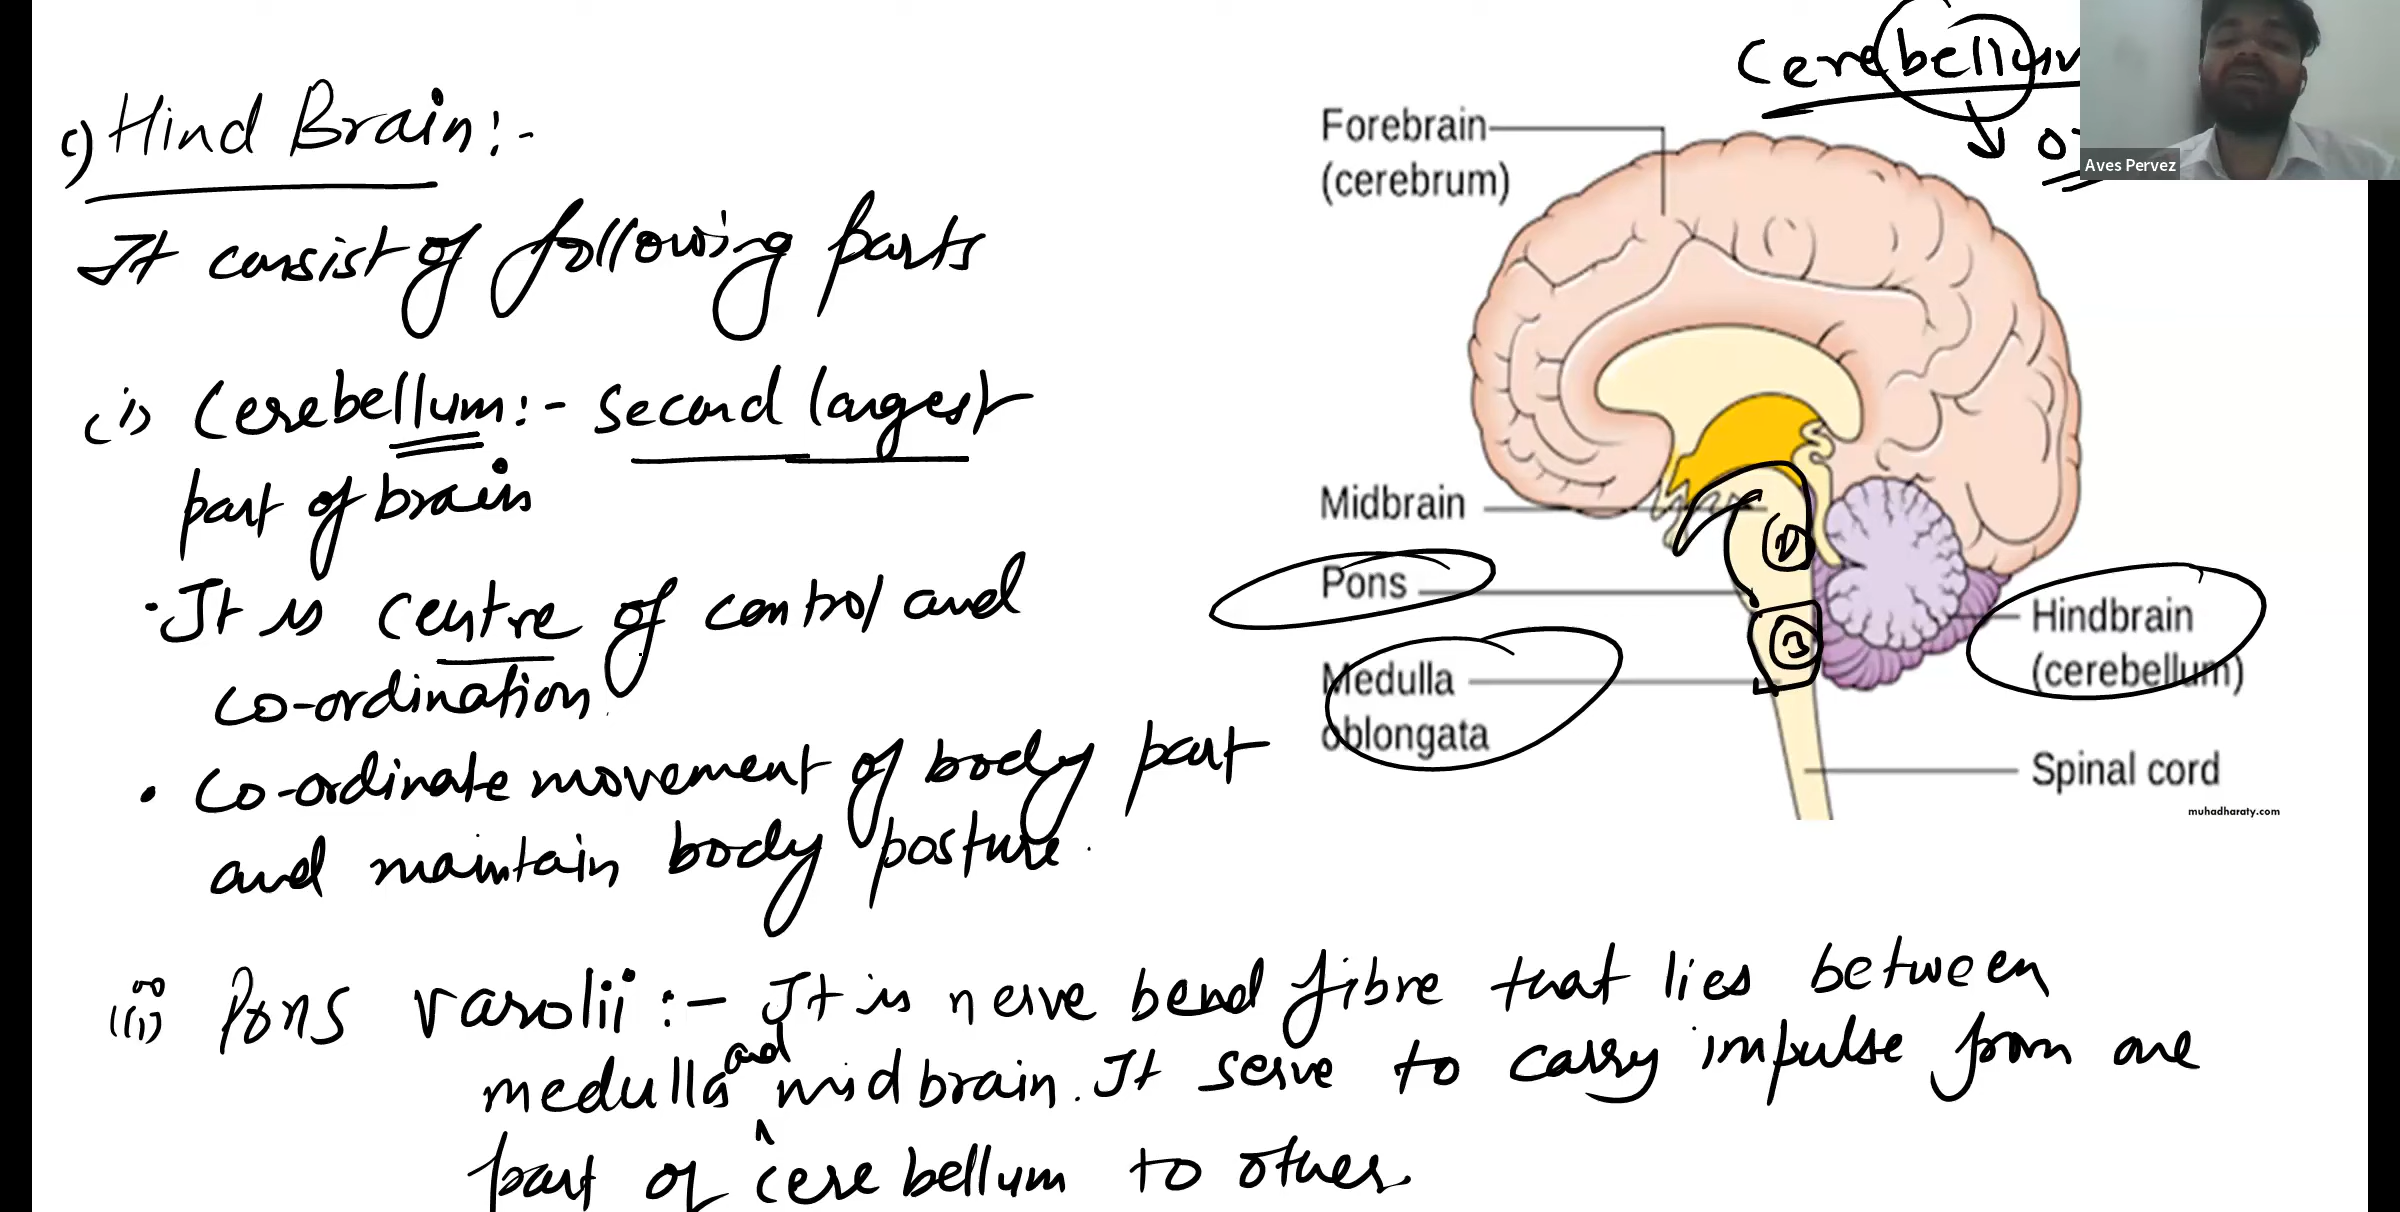 c) Hind Brain:-
It consist of following parts
(i) Cerebellum:- second largest
part of brain
· It is centre of control and
co-ordination.
• Co-ordinate movement of body part
and maintain body posture.
(ii) Pons varolii :- It is nerve bend fibre that lies between
medulla and midbrain. It serve to carry impulse from one
part of cerebellum to other.
Cerebellum
Aves Pervez
Forebrain
(cerebrum)
Midbrain
Pons
Medulla
oblongata
Hindbrain
(cerebellum)
Spinal cord
muhadharaty.com
2
3